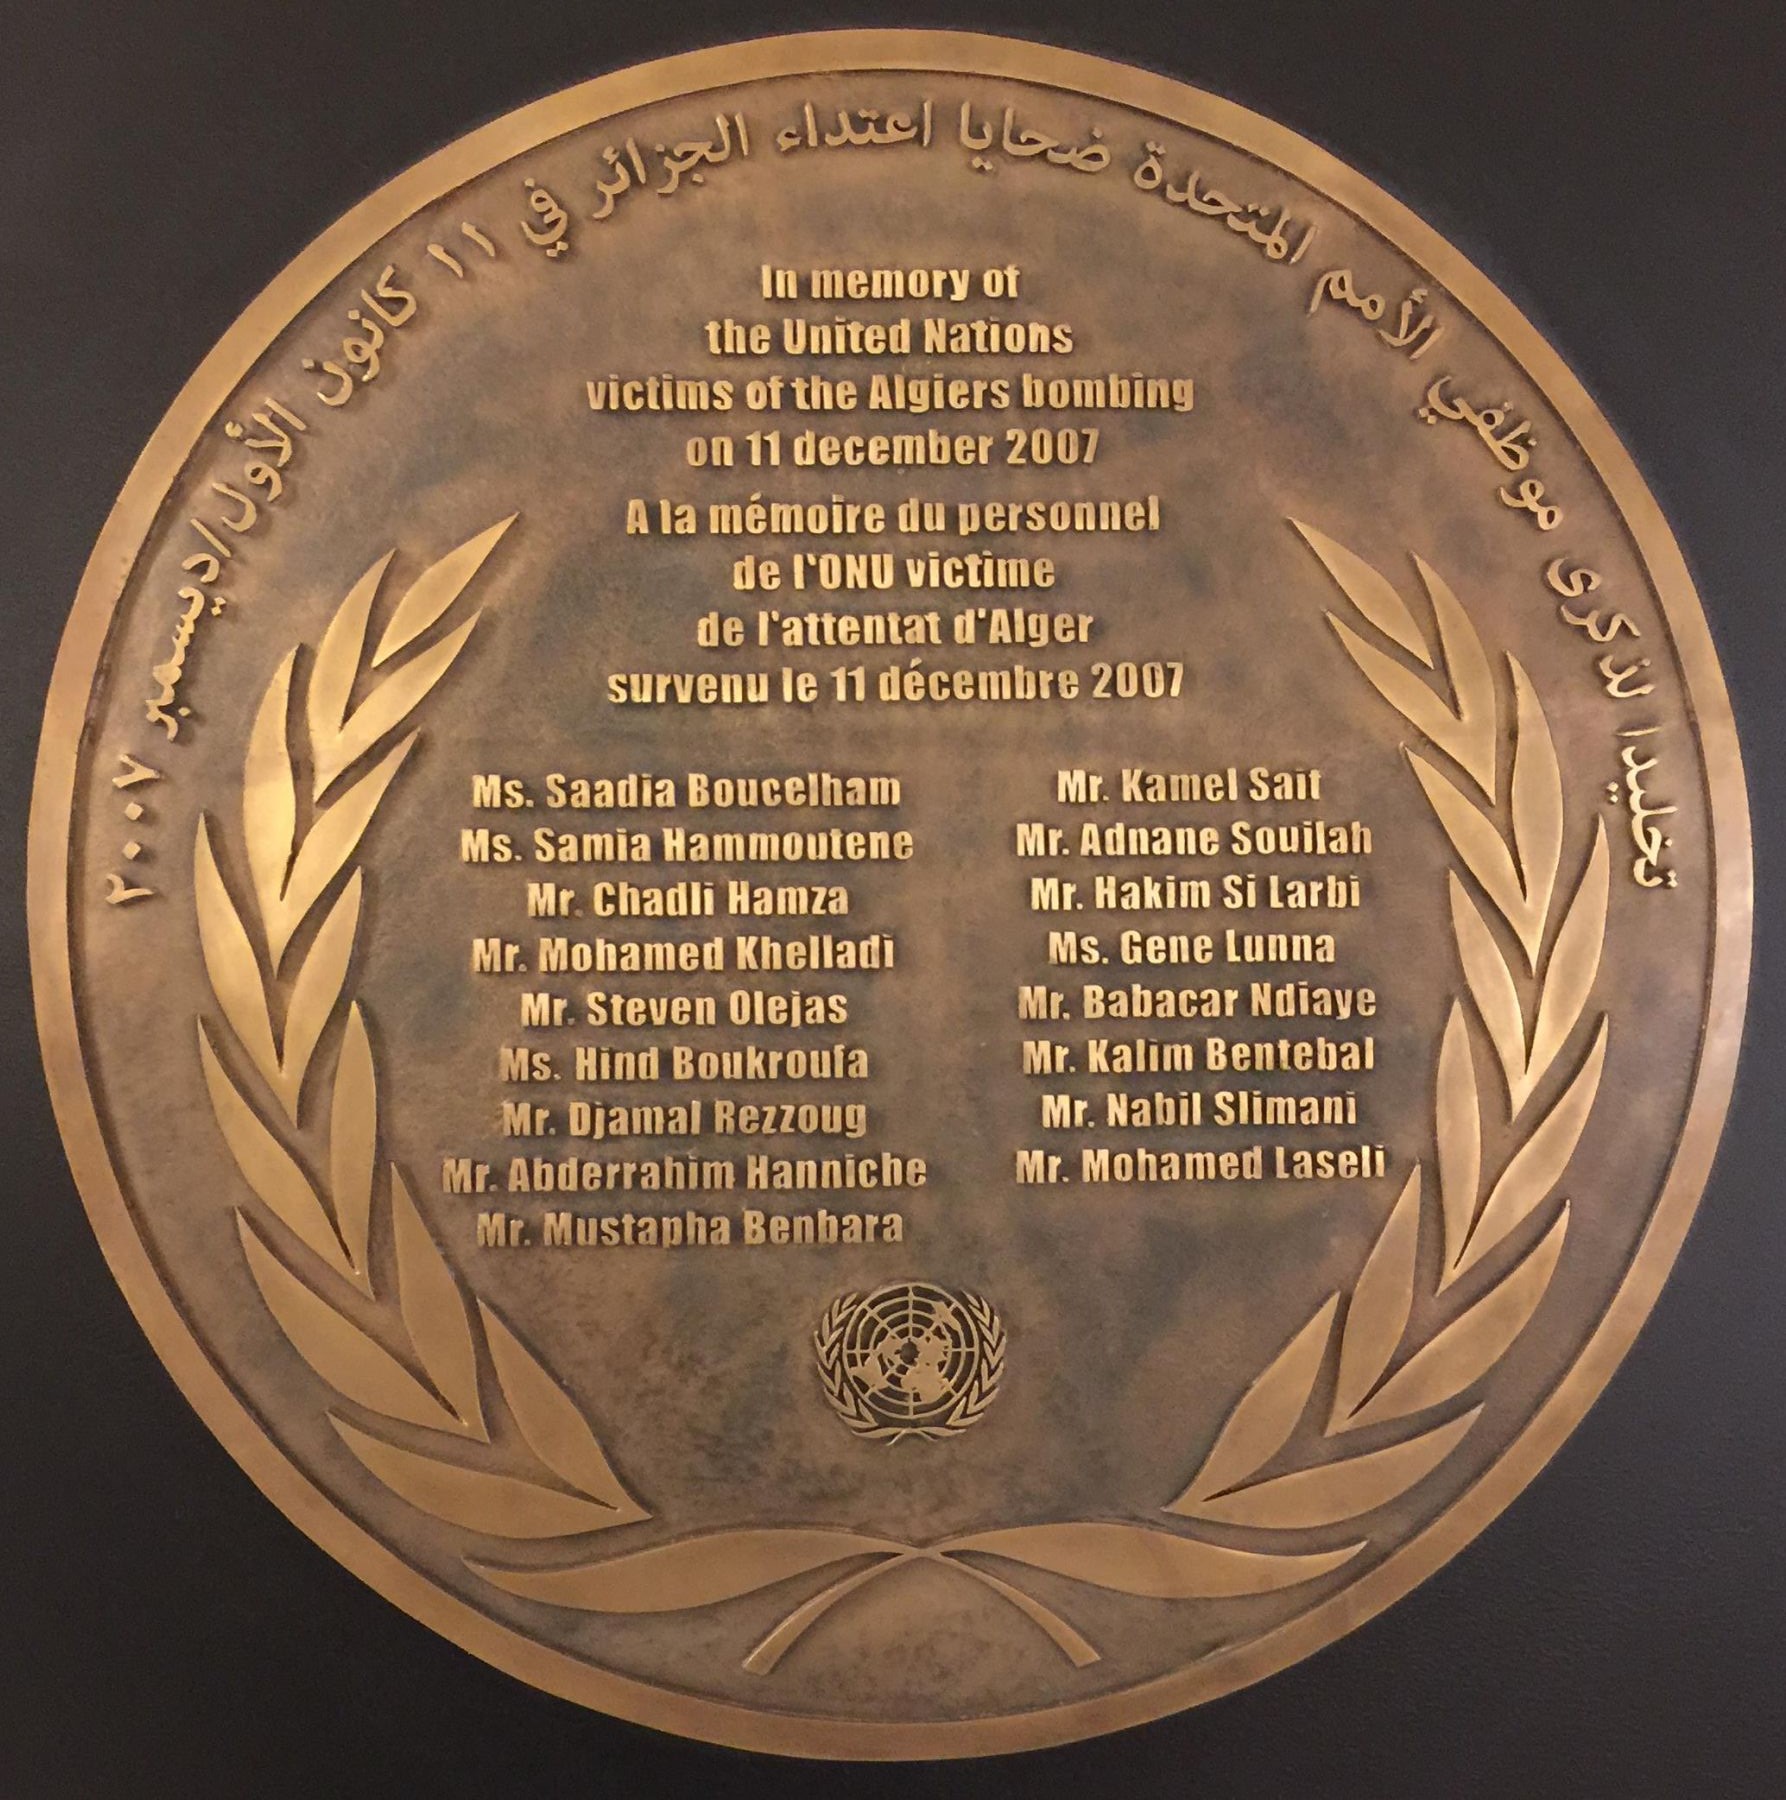 تخليدا لذكرى موظفي الأمم المتحدة ضحايا اعتداء الجزائر في ١١ كانون الأول/ديسمبر ٢٠٠٧
In memory of
the United Nations
victims of the Algiers bombing
on 11 december 2007
A la mémoire du personnel
de l'ONU victime
de l'attentat d'Alger
survenu le 11 décembre 2007
Ms. Saadia Boucelham
Ms. Samia Hammoutene
Mr. Chadli Hamza
Mr. Mohamed Khelladi
Mr. Steven Olejas
Ms. Hind Boukroufa
Mr. Djamal Rezzoug
Mr. Abderrahim Hanniche
Mr. Mustapha Benbara
Mr. Kamel Sait
Mr. Adnane Souilah
Mr. Hakim Si Larbi
Ms. Gene Lunna
Mr. Babacar Ndiaye
Mr. Kalim Bentebal
Mr. Nabil Slimani
Mr. Mohamed Laseli